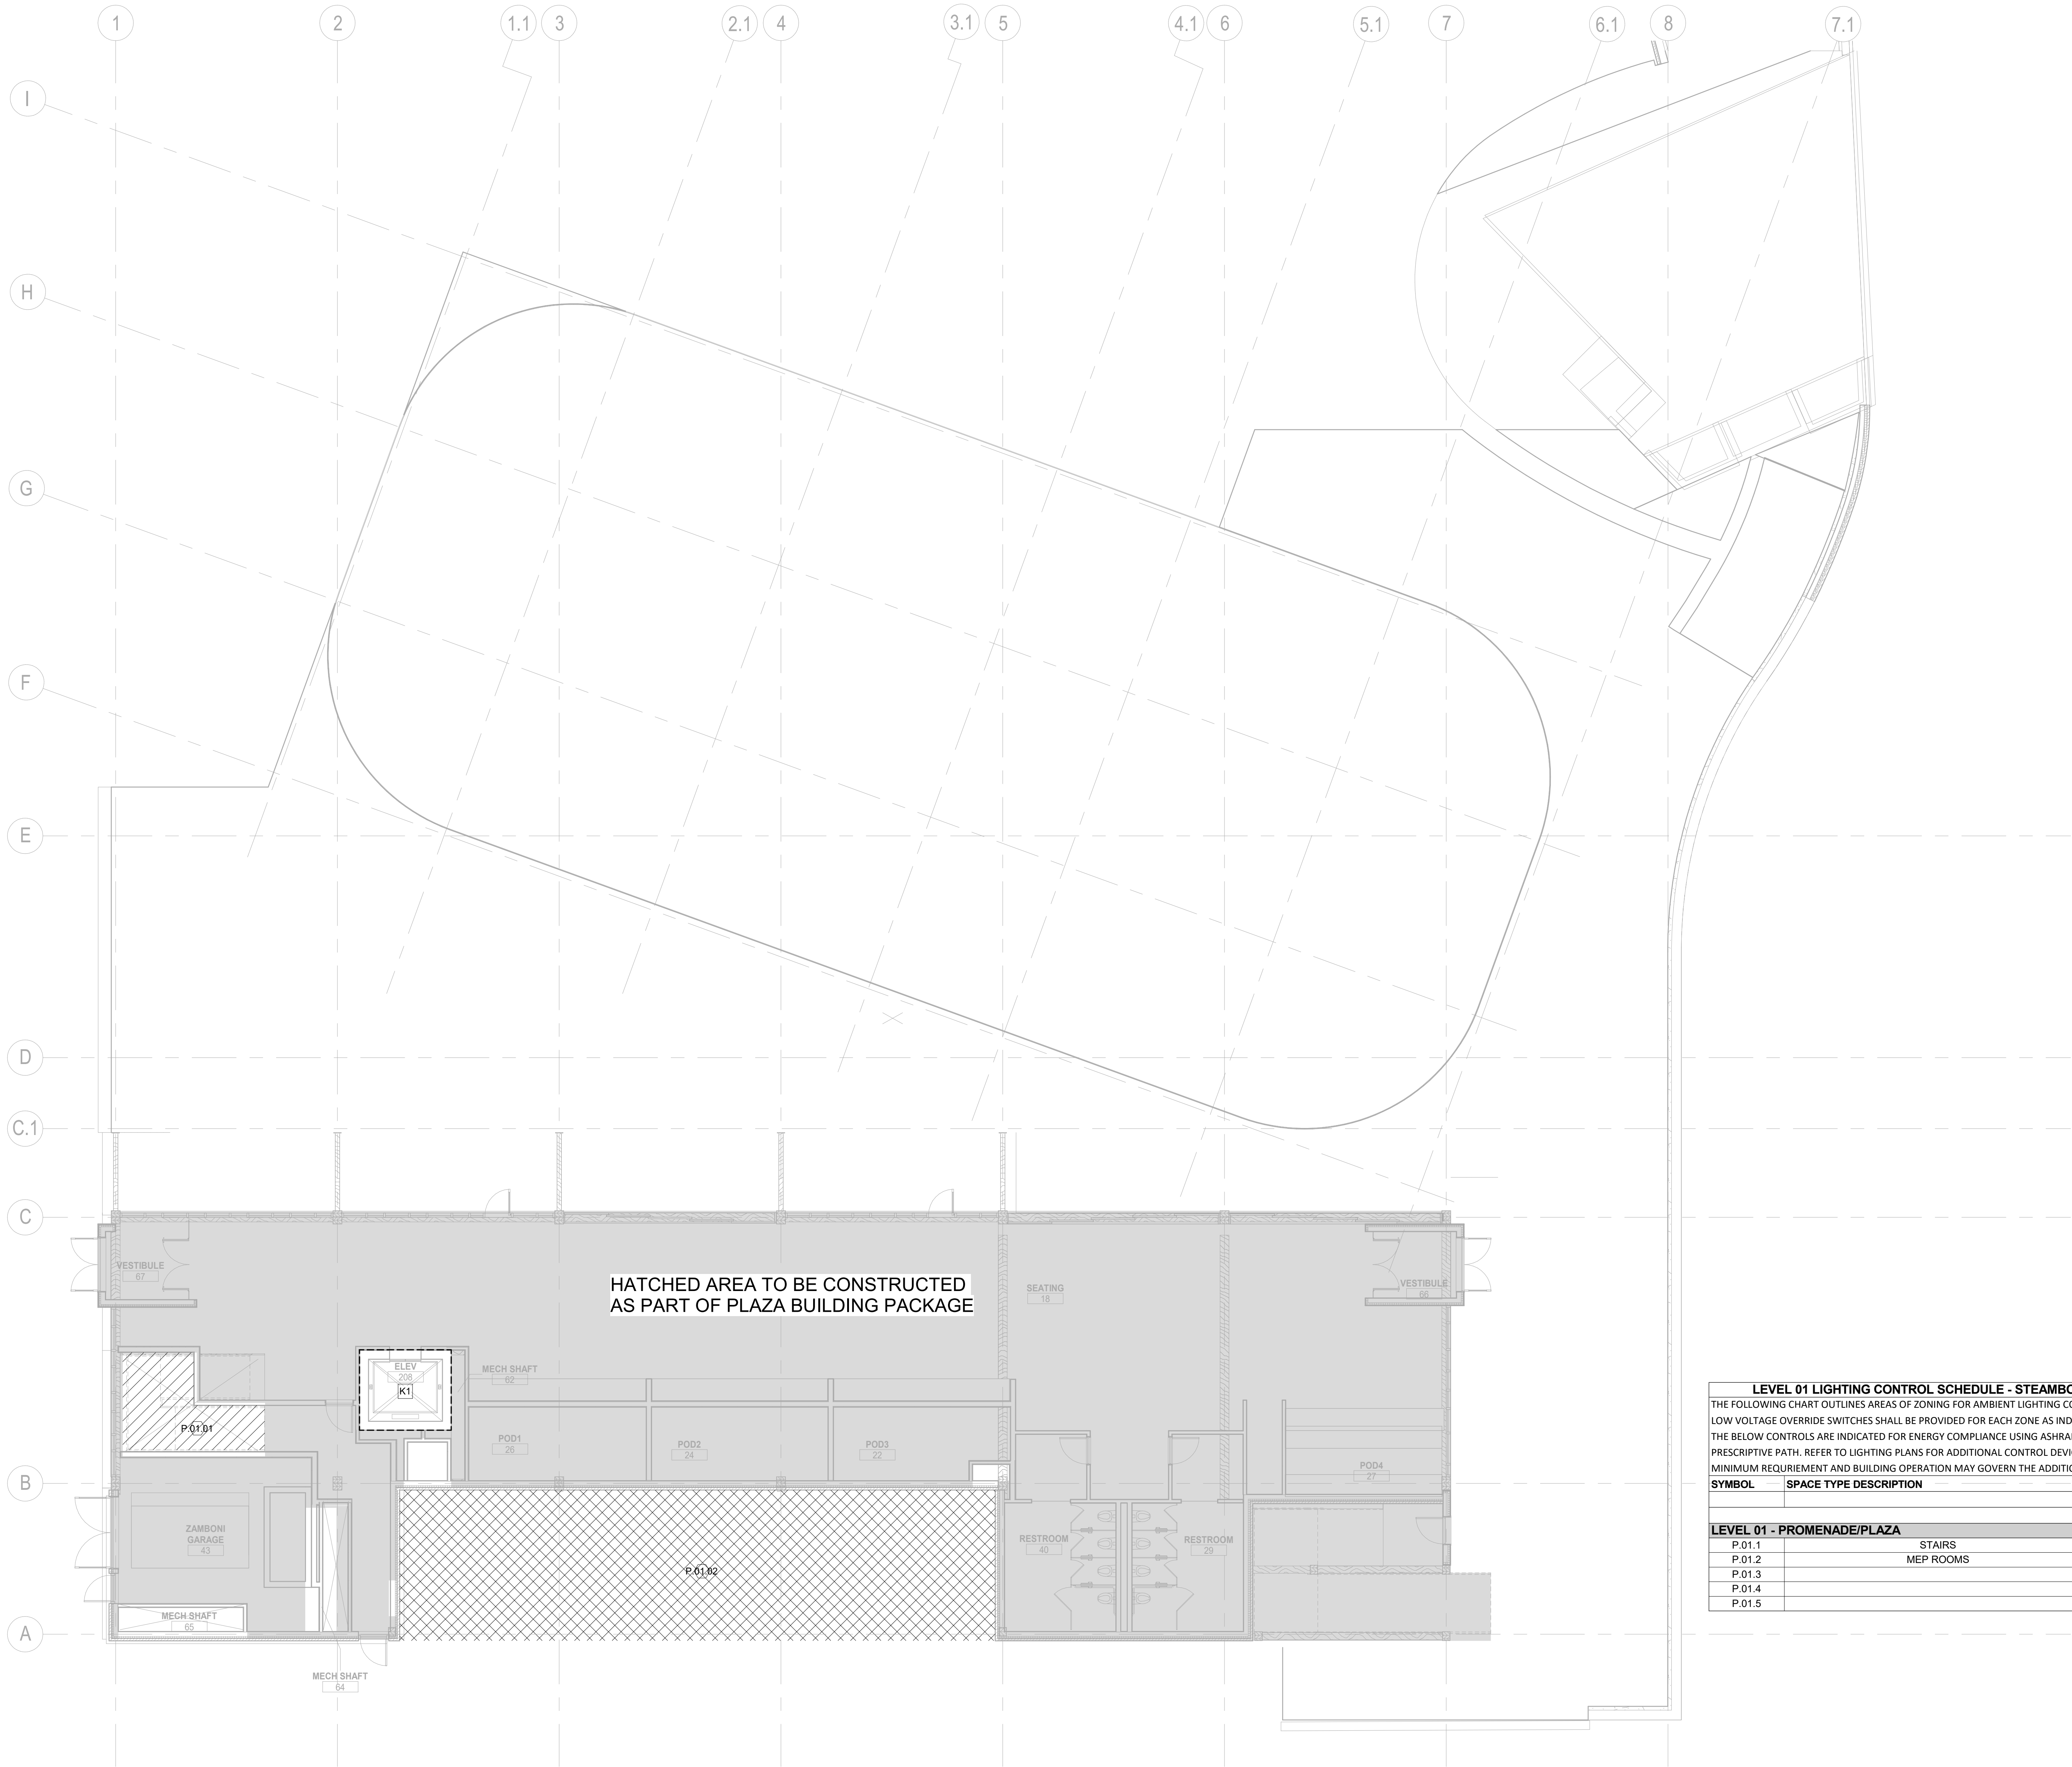 1
2
1.1
3
2.1
4
3.1
5
4.1
6
5.1
7
6.1
8
7.1
I
H
G
F
E
D
C.1
C
VESTIBULE
67
HATCHED AREA TO BE CONSTRUCTED
AS PART OF PLAZA BUILDING PACKAGE
SEATING
18
VESTIBULE
66
ELEV
208
K1
MECH SHAFT
62
P.01.01
POD1
26
POD2
24
POD3
22
POD4
27
B
ZAMBONI
GARAGE
43
P.01.02
RESTROOM
40
RESTROOM
29
MECH SHAFT
65
A
MECH SHAFT
64
LEVEL 01 LIGHTING CONTROL SCHEDULE - STEAMBO
THE FOLLOWING CHART OUTLINES AREAS OF ZONING FOR AMBIENT LIGHTING CO
LOW VOLTAGE OVERRIDE SWITCHES SHALL BE PROVIDED FOR EACH ZONE AS IND
THE BELOW CONTROLS ARE INDICATED FOR ENERGY COMPLIANCE USING ASHRA
PRESCRIPTIVE PATH. REFER TO LIGHTING PLANS FOR ADDITIONAL CONTROL DEVI
MINIMUM REQURIEMENT AND BUILDING OPERATION MAY GOVERN THE ADDITIO
SYMBOL SPACE TYPE DESCRIPTION
LEVEL 01 - PROMENADE/PLAZA
P.01.1 STAIRS
P.01.2 MEP ROOMS
P.01.3
P.01.4
P.01.5